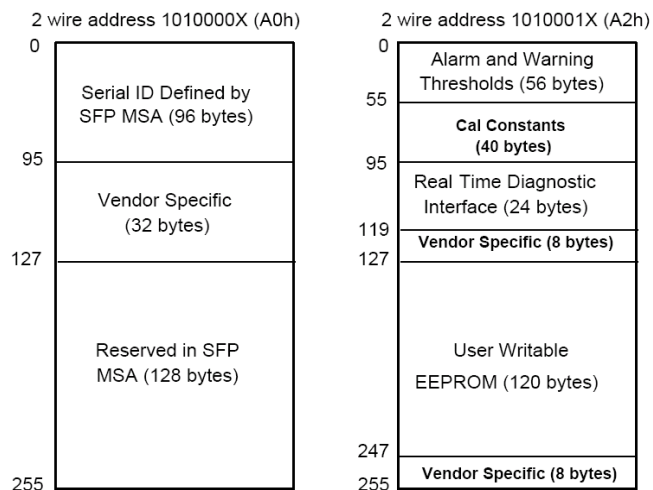 2 wire address 1010000X (A0h)
0
Serial ID Defined by
SFP MSA (96 bytes)
95
Vendor Specific
(32 bytes)
127
Reserved in SFP
MSA (128 bytes)
255
2 wire address 1010001X (A2h)
0
Alarm and Warning
Thresholds (56 bytes)
55
Cal Constants
(40 bytes)
95
Real Time Diagnostic
Interface (24 bytes)
119
Vendor Specific (8 bytes)
127
User Writable
EEPROM (120 bytes)
247
Vendor Specific (8 bytes)
255